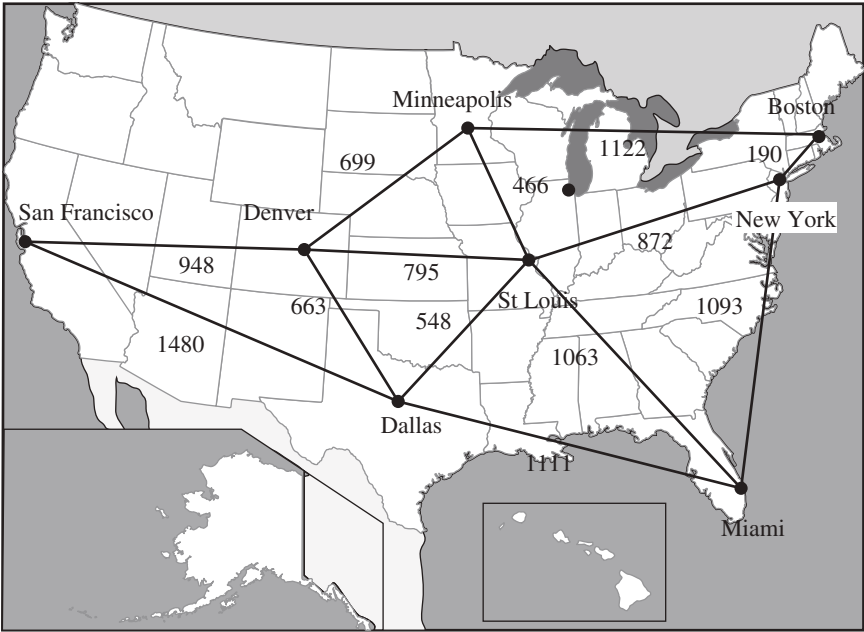 Minneapolis
Boston
1122
190
699
466
San Francisco
Denver
New York
872
948
795
St Louis
663
548
1093
1480
1063
Dallas
1111
Miami